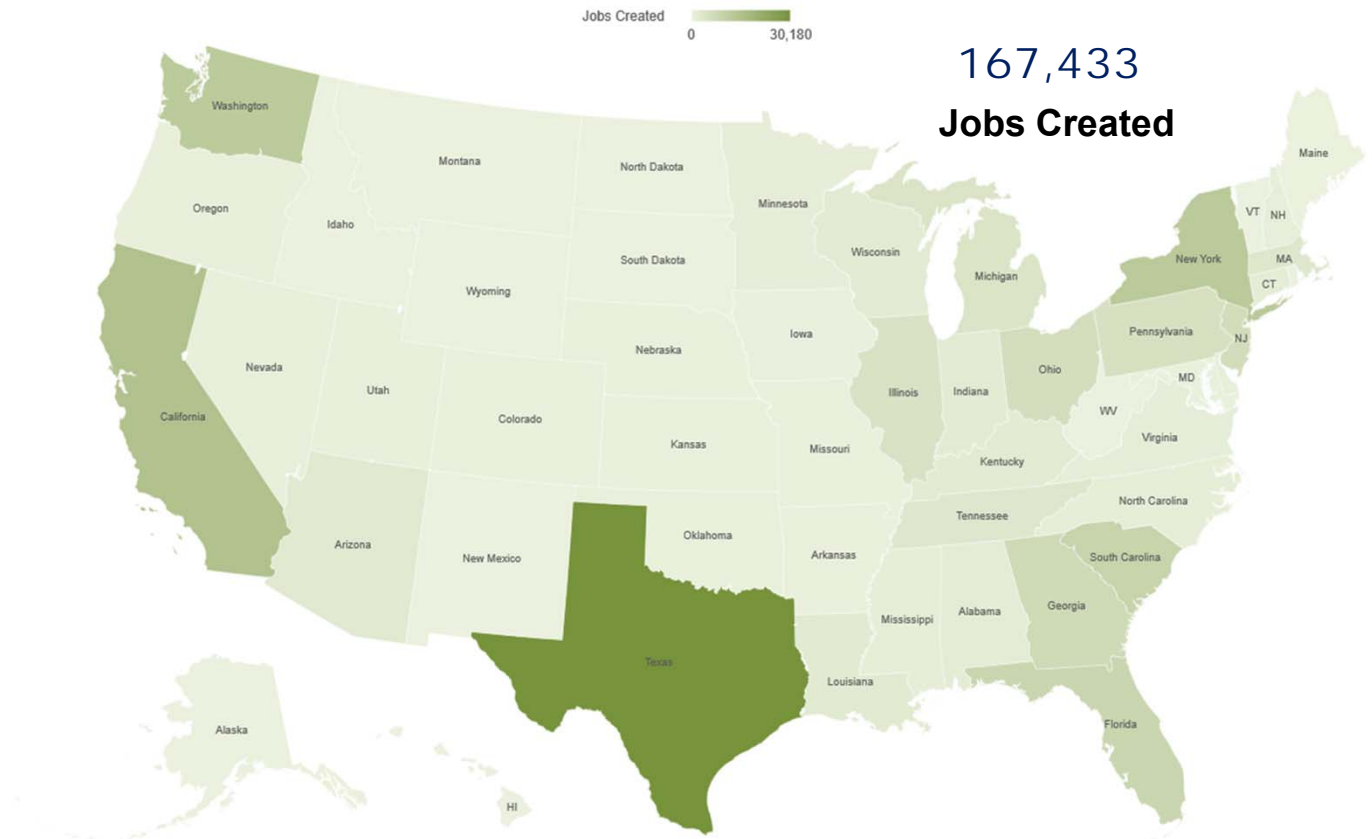 Jobs Created
0 30,180
167,433
Jobs Created
Washington
Montana
North Dakota
Maine
Oregon
Idaho
Minnesota
VT NH
Wisconsin
South Dakota
New York
MA
Michigan
CT
Wyoming
Iowa
Pennsylvania
NJ
Nebraska
Nevada
Ohio
MD
Utah
Illinois
Indiana
California
Colorado
WV
Virginia
Kansas
Missouri
Kentucky
North Carolina
Tennessee
Oklahoma
Arizona
New Mexico
Arkansas
South Carolina
Georgia
Mississippi
Alabama
Texas
Louisiana
Florida
Alaska
HI